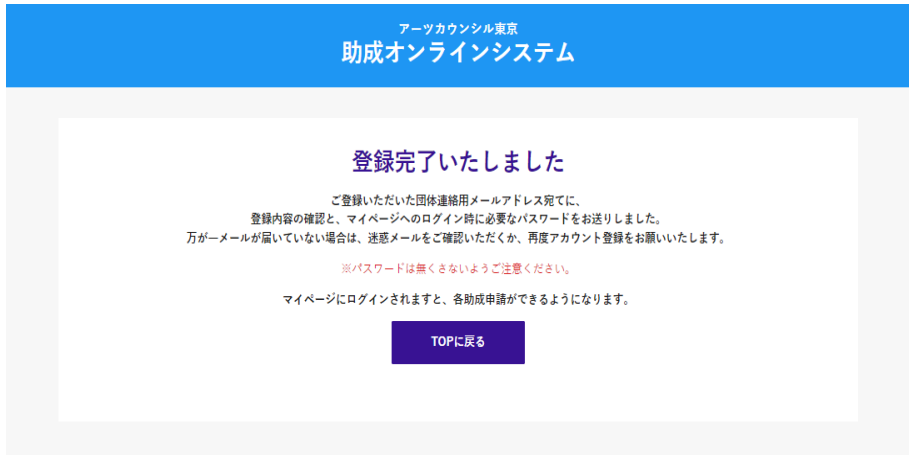 アーツカウンシル東京
助成オンラインシステム
登録完了いたしました
ご登録いただいた団体連絡用メールアドレス宛てに、
登録内容の確認と、マイページへのログイン時に必要なパスワードをお送りしました。
万が一メールが届いていない場合は、迷惑メールをご確認いただくか、再度アカウント登録をお願いいたします。
※パスワードは無くさないようご注意ください。
マイページにログインされますと、各助成申請ができるようになります。
TOPに戻る